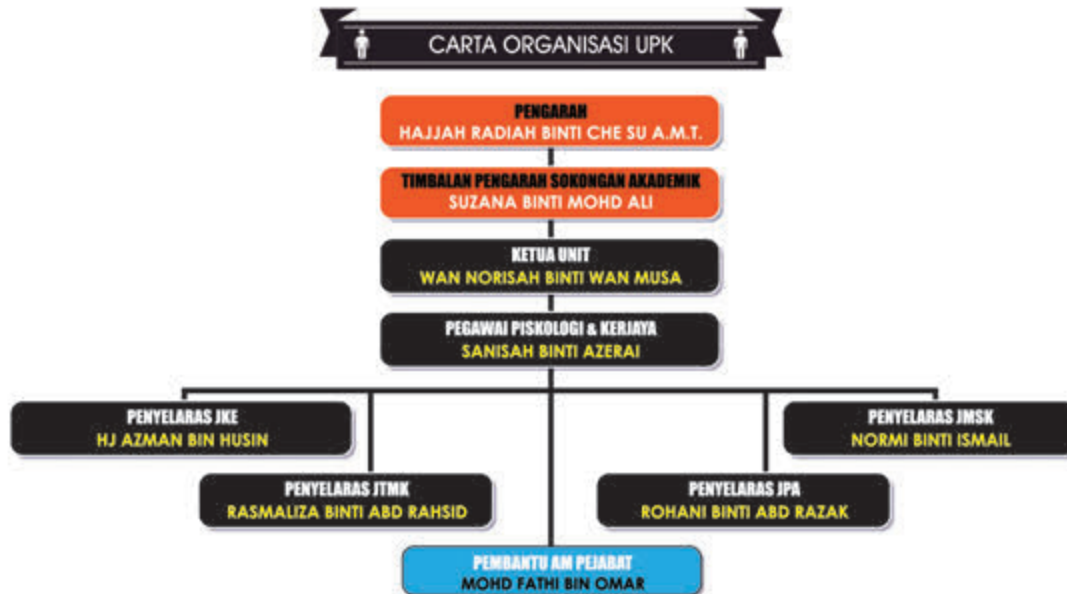 CARTA ORGANISASI UPK
PENGARAH
HAJJAH RADIAH BINTI CHE SU A.M.T.
TIMBALAN PENGARAH SOKONGAN AKADEMIK
SUZANA BINTI MOHD ALI
KETUA UNIT
WAN NORISAH BINTI WAN MUSA
PEGAWAI PISKOLOGI & KERJAYA
SANISAH BINTI AZERAI
PENYELARAS JKE
HJ AZMAN BIN HUSIN
PENYELARAS JMSK
NORMI BINTI ISMAIL
PENYELARAS JTMK
RASMALIZA BINTI ABD RAHSID
PENYELARAS JPA
ROHANI BINTI ABD RAZAK
PEMBANTU AM PEJABAT
MOHD FATHI BIN OMAR